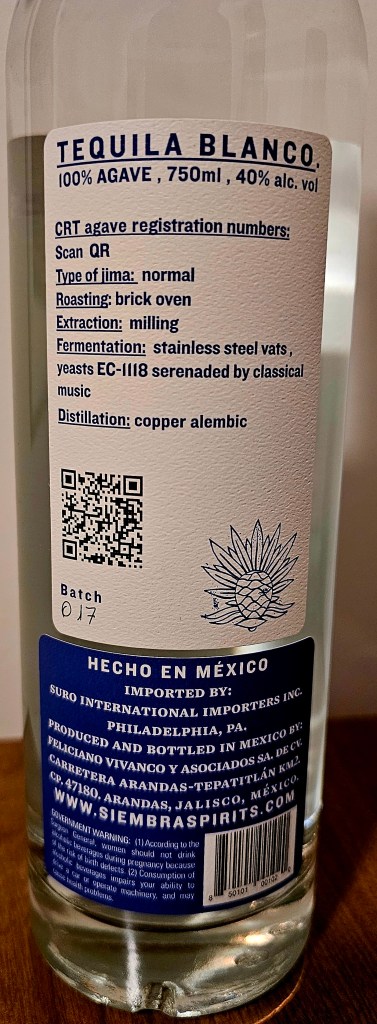 TEQUILA BLANCO.
100% AGAVE , 750ml , 40% alc. vol
CRT agave registration numbers:
Scan QR
Type of jima: normal
Roasting: brick oven
Extraction: milling
Fermentation: stainless steel vats,
yeasts EC-1118 serenaded by classical
music
Distillation: copper alembic
Batch
017
HECHO EN MÉXICO
IMPORTED BY:
SURO INTERNATIONAL IMPORTERS INC.
PHILADELPHIA, PA.
PRODUCED AND BOTTLED IN MEXICO BY:
FELICIANO VIVANCO Y ASOCIADOS SA. DE CV.
CARRETERA ARANDAS-TEPATITLÁN KM2.
CP. 47180, ARANDAS, JALISCO, MÉXICO.
WWW.SIEMBRASPIRITS.COM
GOVERNMENT WARNING: (1) According to the
General, women should not drink
beverages during pregnancy because
of the risk of birth defects. (2) Consumption of
alcoholic beverages impairs your ability to
a car or operate machinery, and may
cause health problems.
8 50101